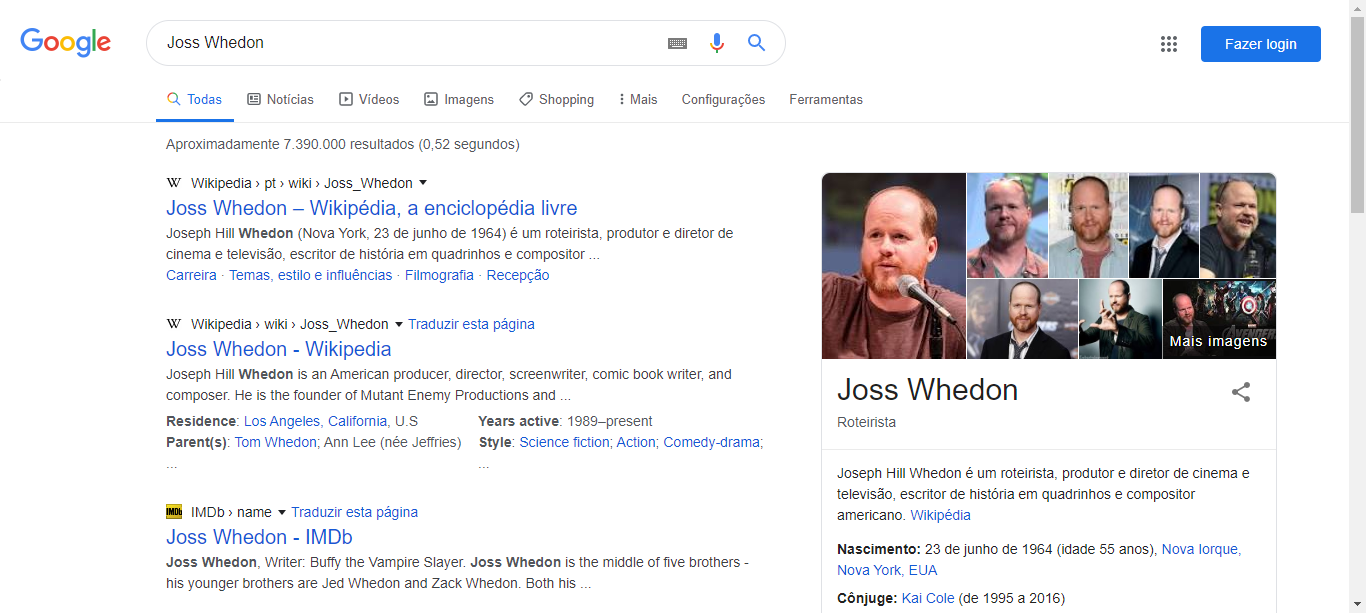 Google
Joss Whedon
Fazer login
Todas
Notícias
Vídeos
Imagens
Shopping
Mais
Configurações
Ferramentas
Aproximadamente 7.390.000 resultados (0,52 segundos)
W Wikipedia › pt › wiki › Joss_Whedon
Joss Whedon – Wikipédia, a enciclopédia livre
Joseph Hill Whedon (Nova York, 23 de junho de 1964) é um roteirista, produtor e diretor de
cinema e televisão, escritor de história em quadrinhos e compositor ...
Carreira · Temas, estilo e influências · Filmografia · Recepção
W Wikipedia › wiki › Joss_Whedon Traduzir esta página
Joss Whedon - Wikipedia
Joseph Hill Whedon is an American producer, director, screenwriter, comic book writer, and
composer. He is the founder of Mutant Enemy Productions and ...
Residence: Los Angeles, California, U.S Years active: 1989–present
Parent(s): Tom Whedon; Ann Lee (née Jeffries) Style: Science fiction; Action; Comedy-drama;
... ...
IMDb IMDb › name Traduzir esta página
Joss Whedon - IMDb
Joss Whedon, Writer: Buffy the Vampire Slayer. Joss Whedon is the middle of five brothers -
his younger brothers are Jed Whedon and Zack Whedon. Both his ...
AVENGERS
Mais imagens
Joss Whedon
Roteirista
Joseph Hill Whedon é um roteirista, produtor e diretor de cinema e
televisão, escritor de história em quadrinhos e compositor
americano. Wikipédia
Nascimento: 23 de junho de 1964 (idade 55 anos), Nova Iorque,
Nova York, EUA
Cônjuge: Kai Cole (de 1995 a 2016)